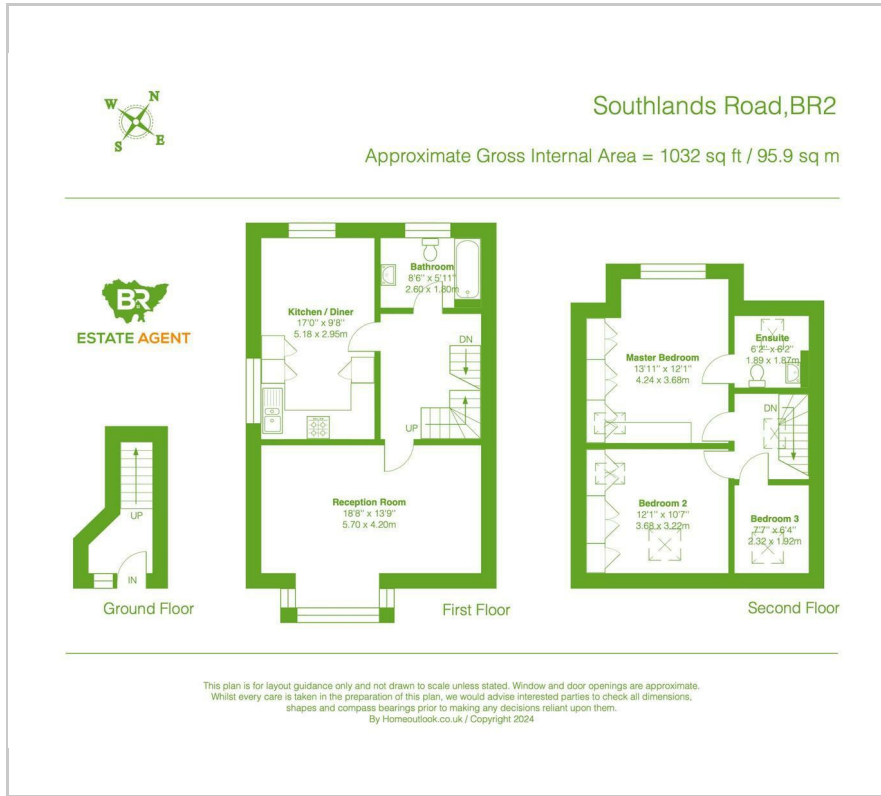 W N
S E
Southlands Road,BR2
Approximate Gross Internal Area = 1032 sq ft / 95.9 sq m
BR
ESTATE AGENT
UP
IN
Ground Floor
Kitchen / Diner
17'0" x 9'8"
5.18 x 2.95m
Bathroom
8'6" x 5'11"
2.60 x 1.80m
DN
UP
Reception Room
18'8" x 13'9"
5.70 x 4.20m
First Floor
Master Bedroom
13'11" x 12'1"
4.24 x 3.68m
Ensuite
6'2" x 6'2"
1.89 x 1.87m
DN
Bedroom 2
12'1" x 10'7"
3.68 x 3.22m
Bedroom 3
7'7" x 6'4"
2.32 x 1.92m
Second Floor
This plan is for layout guidance only and not drawn to scale unless stated. Window and door openings are approximate.
Whilst every care is taken in the preparation of this plan, we would advise interested parties to check all dimensions,
shapes and compass bearings prior to making any decisions reliant upon them.
By Homeoutlook.co.uk / Copyright 2024